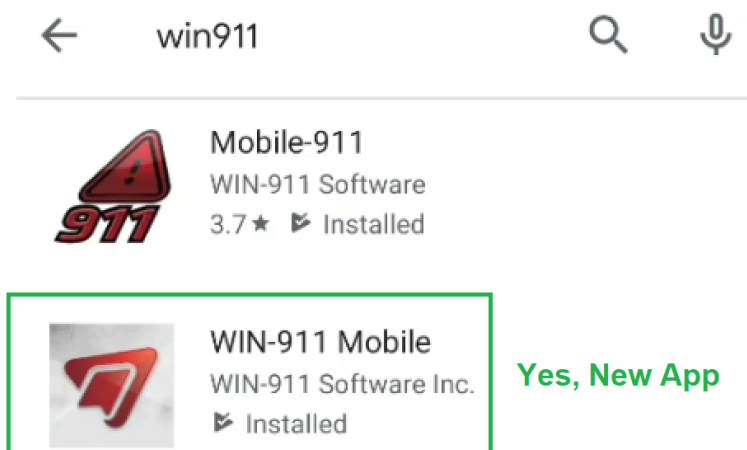 win911
Mobile-911
WIN-911 Software
3.7★ Installed
911
WIN-911 Mobile
WIN-911 Software Inc.
Installed
Yes, New App